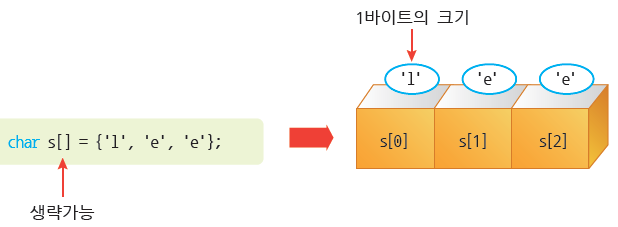 1바이트의 크기
'l' 'e' 'e'
char s[] = {'l', 'e', 'e'};
s[0] s[1] s[2]
생략가능